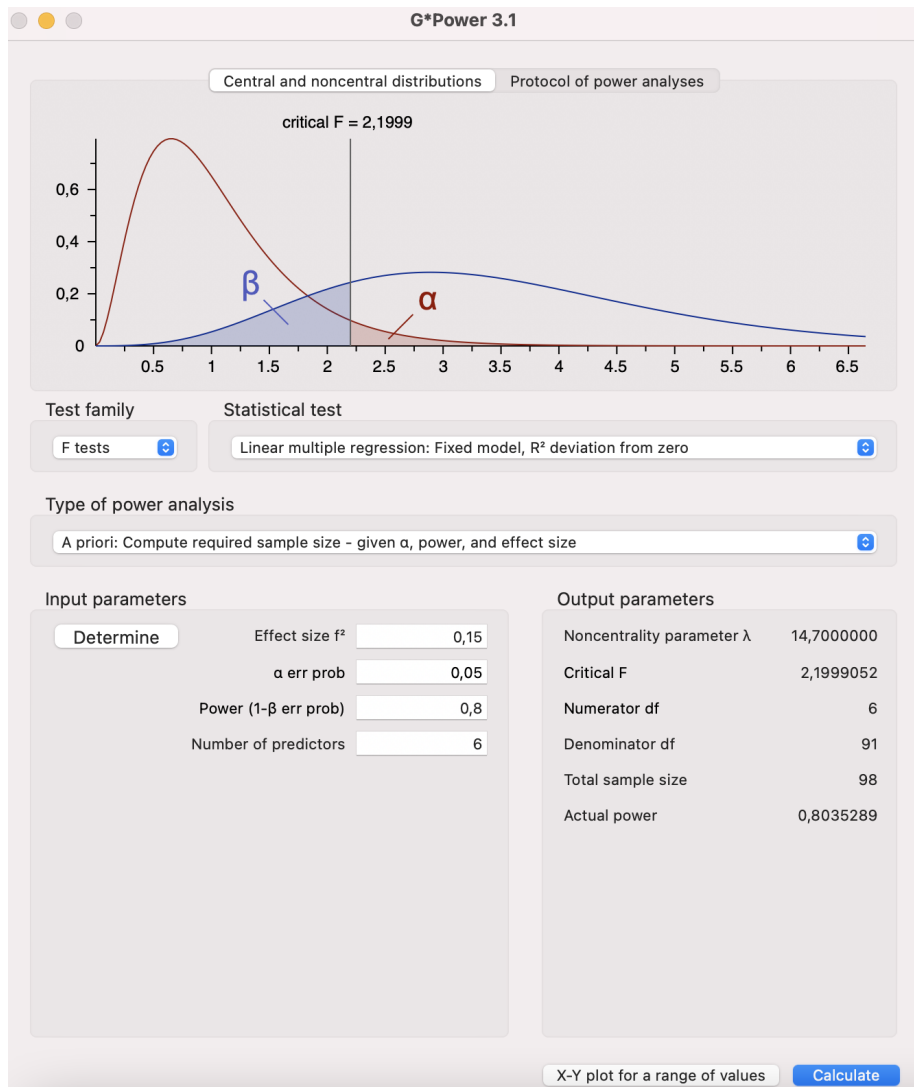 G*Power 3.1
Central and noncentral distributions
Protocol of power analyses
critical F = 2,1999
0,6
0,4
0,2
0
β
α
0.5 1 1.5 2 2.5 3 3.5 4 4.5 5 5.5 6 6.5
Test family
Statistical test
F tests
Linear multiple regression: Fixed model, R² deviation from zero
Type of power analysis
A priori: Compute required sample size - given α, power, and effect size
Input parameters
Output parameters
Determine
Effect size f² 0,15
Noncentrality parameter λ 14,7000000
α err prob 0,05
Critical F 2,1999052
Power (1-β err prob) 0,8
Numerator df 6
Number of predictors 6
Denominator df 91
Total sample size 98
Actual power 0,8035289
X-Y plot for a range of values
Calculate